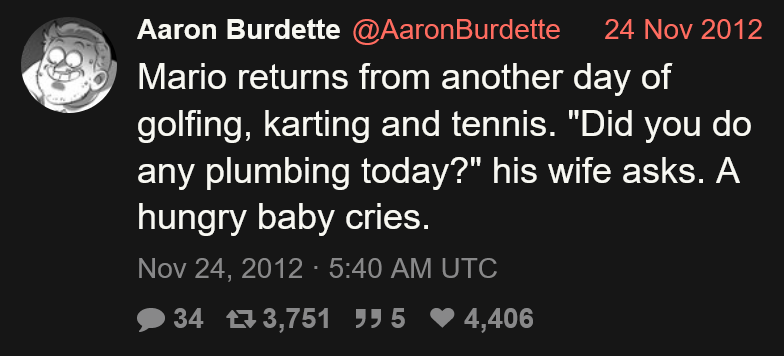 Aaron Burdette @AaronBurdette 24 Nov 2012
Mario returns from another day of
golfing, karting and tennis. "Did you do
any plumbing today?" his wife asks. A
hungry baby cries.
Nov 24, 2012 · 5:40 AM UTC
34 3,751 5 4,406